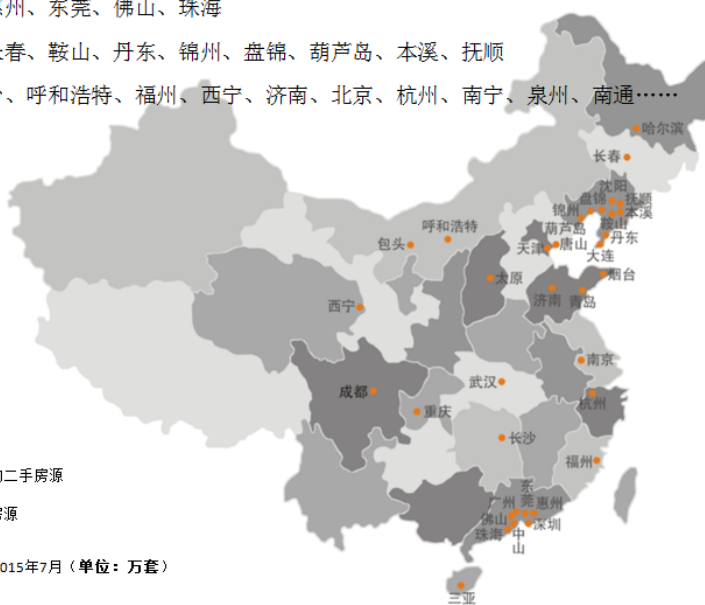 惠州、东莞、佛山、珠海
长春、鞍山、丹东、锦州、盘锦、葫芦岛、本溪、抚顺
、呼和浩特、福州、西宁、济南、北京、杭州、南宁、泉州、南通……
哈尔滨
长春
沈阳
盘锦
抚顺
锦州
本溪
鞍山
葫芦岛
丹东
呼和浩特
包头
天津
唐山
大连
太原
烟台
济南
青岛
西宁
南京
武汉
成都
杭州
重庆
长沙
福州
东莞
广州
惠州
佛山
深圳
珠海
中山
三亚
二手房源
房源
015年7月（单位：万套）